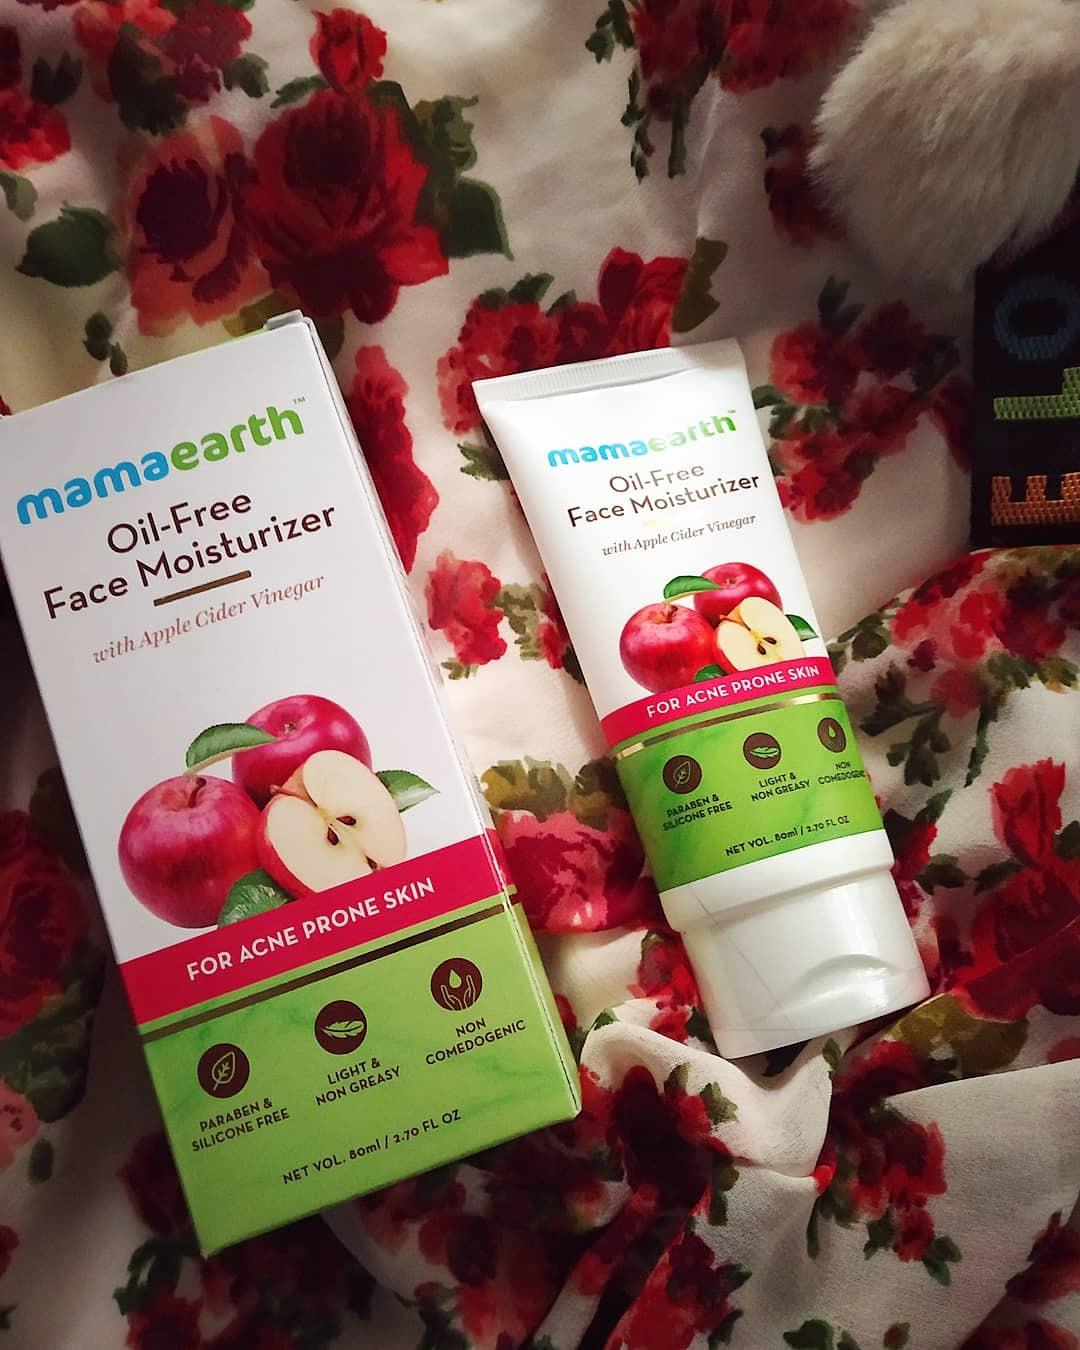 mamaearth™
Oil-Free
Face Moisturizer
with Apple Cider Vinegar
FOR ACNE PRONE SKIN
PARABEN &
SILICONE FREE
LIGHT &
NON GREASY
NON
COMEDOGENIC
NET VOL. 80ml / 2.70 FL OZ
mamaearth™
Oil-Free
Face Moisturizer
with Apple Cider Vinegar
FOR ACNE PRONE SKIN
PARABEN &
SILICONE FREE
LIGHT &
NON GREASY
NON
COMEDOGENIC
NET VOL. 80ml / 2.70 FL OZ